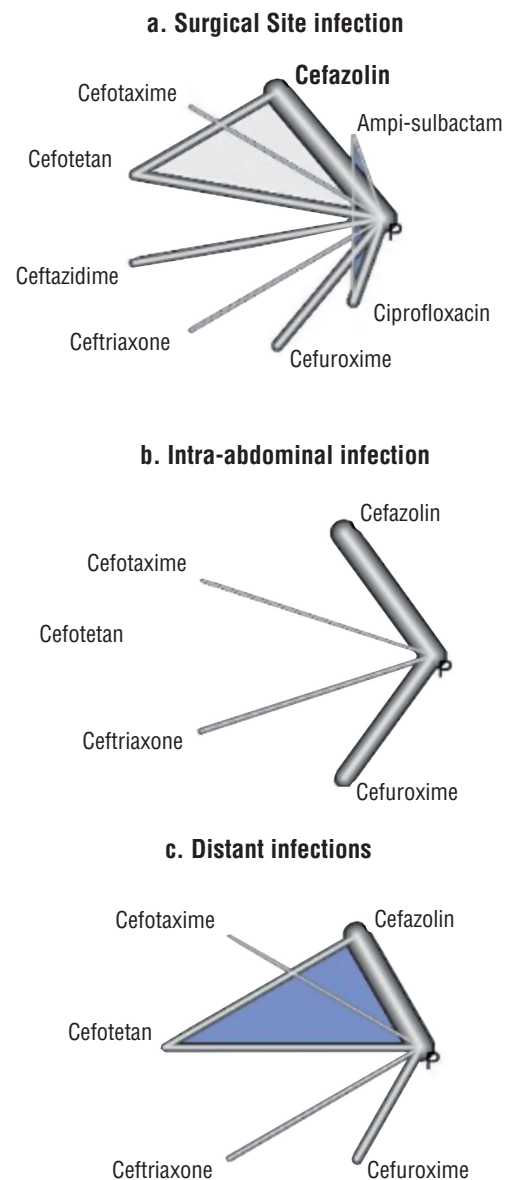 a. Surgical Site infection
Cefazolin
Cefotaxime
Ampi-sulbactam
Cefotetan
P
Ceftazidime
Ciprofloxacin
Ceftriaxone
Cefuroxime
b. Intra-abdominal infection
Cefazolin
Cefotaxime
Cefotetan
P
Ceftriaxone
Cefuroxime
c. Distant infections
Cefotaxime
Cefazolin
Cefotetan
P
Ceftriaxone
Cefuroxime